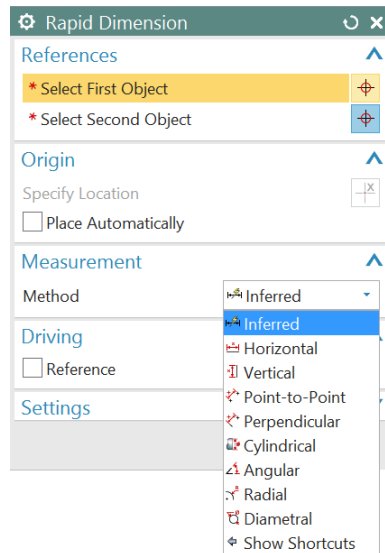 Rapid Dimension
References
* Select First Object
* Select Second Object
Origin
Specify Location
Place Automatically
Measurement
Method Inferred
Inferred
Driving
Horizontal
Reference
Vertical
Settings
Point-to-Point
Perpendicular
Cylindrical
Angular
Radial
Diametral
Show Shortcuts